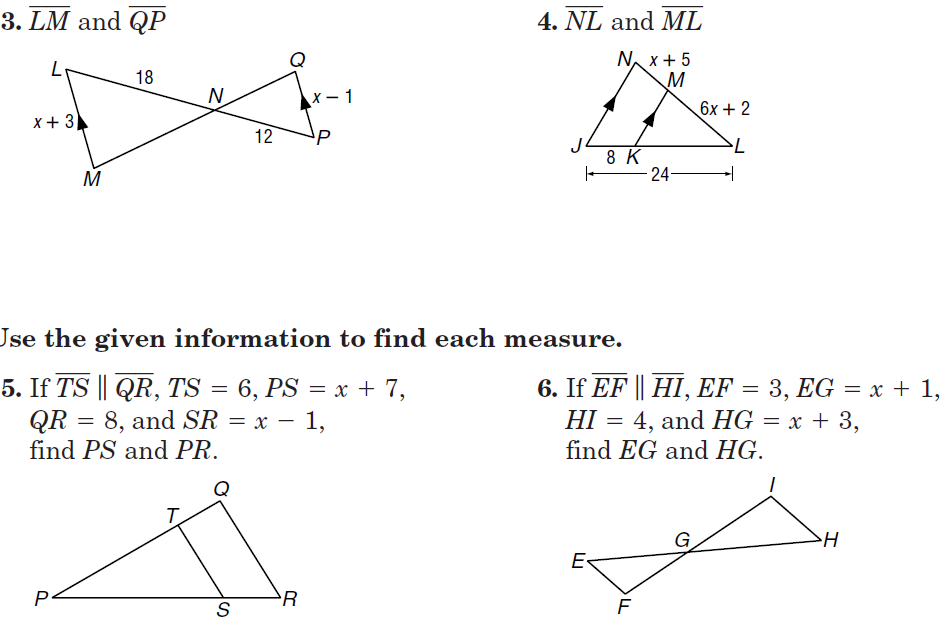 3. LM and QP
L
18
Q
N
x – 1
x + 3
12
P
M
4. NL and ML
N
x + 5
M
6x + 2
J
8
K
L
24
Use the given information to find each measure.
5. If TS || QR, TS = 6, PS = x + 7,
QR = 8, and SR = x – 1,
find PS and PR.
Q
T
P
S
R
6. If EF || HI, EF = 3, EG = x + 1,
HI = 4, and HG = x + 3,
find EG and HG.
I
G
H
E
F